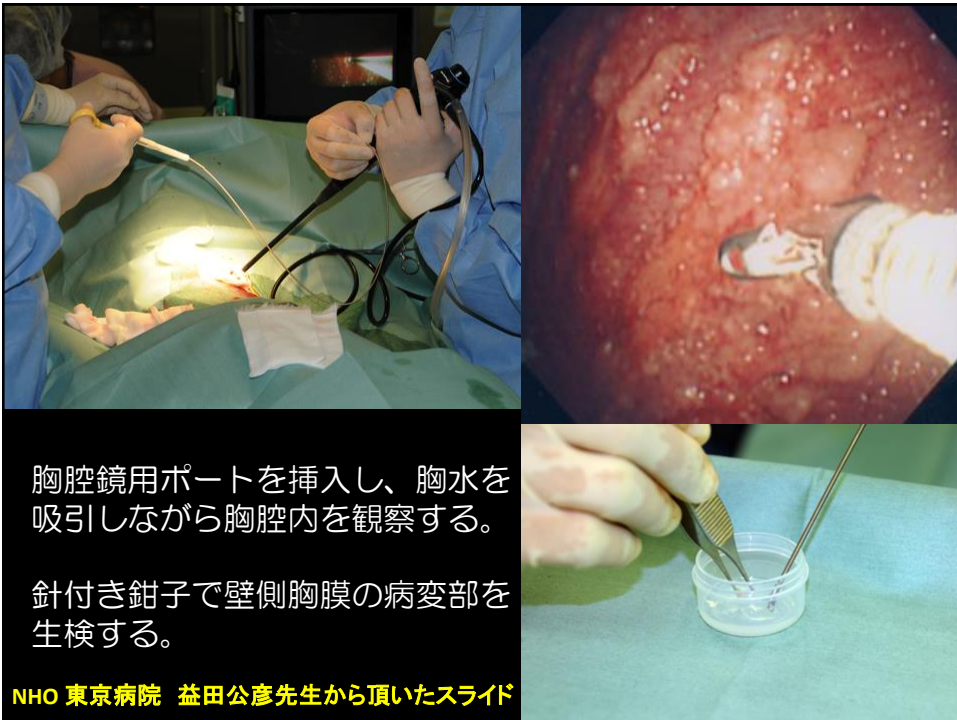 胸腔鏡用ポートを挿入し、胸水を
吸引しながら胸腔内を観察する。
針付き鉗子で壁側胸膜の病変部を
生検する。
NHO 東京病院 益田公彦先生から頂いたスライド